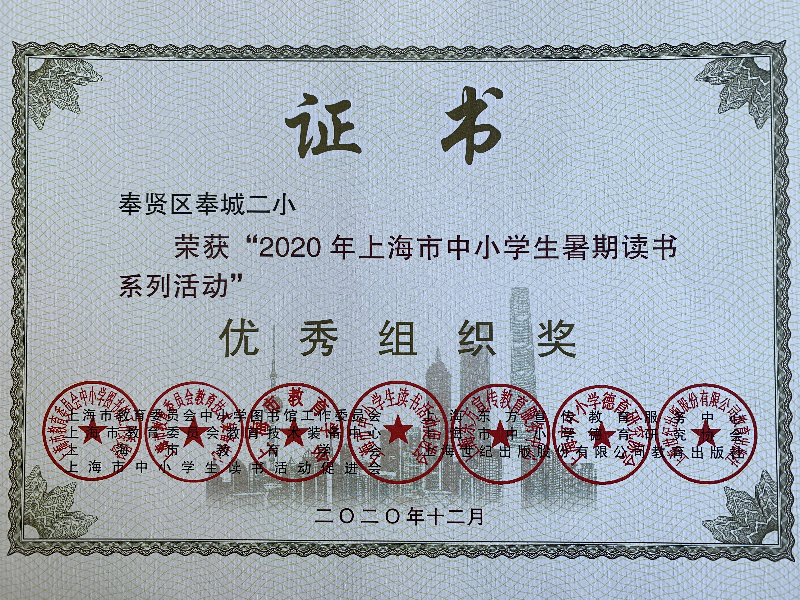 证书
奉贤区奉城二小
荣获“2020年上海市中小学生暑期读书
系列活动”
优秀组织奖
上海市教育委员会中小学图书馆工作委员会
上海市教育委员会教育技术装备中心
上海市教育学会
上海市中小学生读书活动促进会
上海东方宣传教育服务中心
上海市中小学德育研究协会
上海世纪出版股份有限公司教育出版社
二〇二〇年十二月